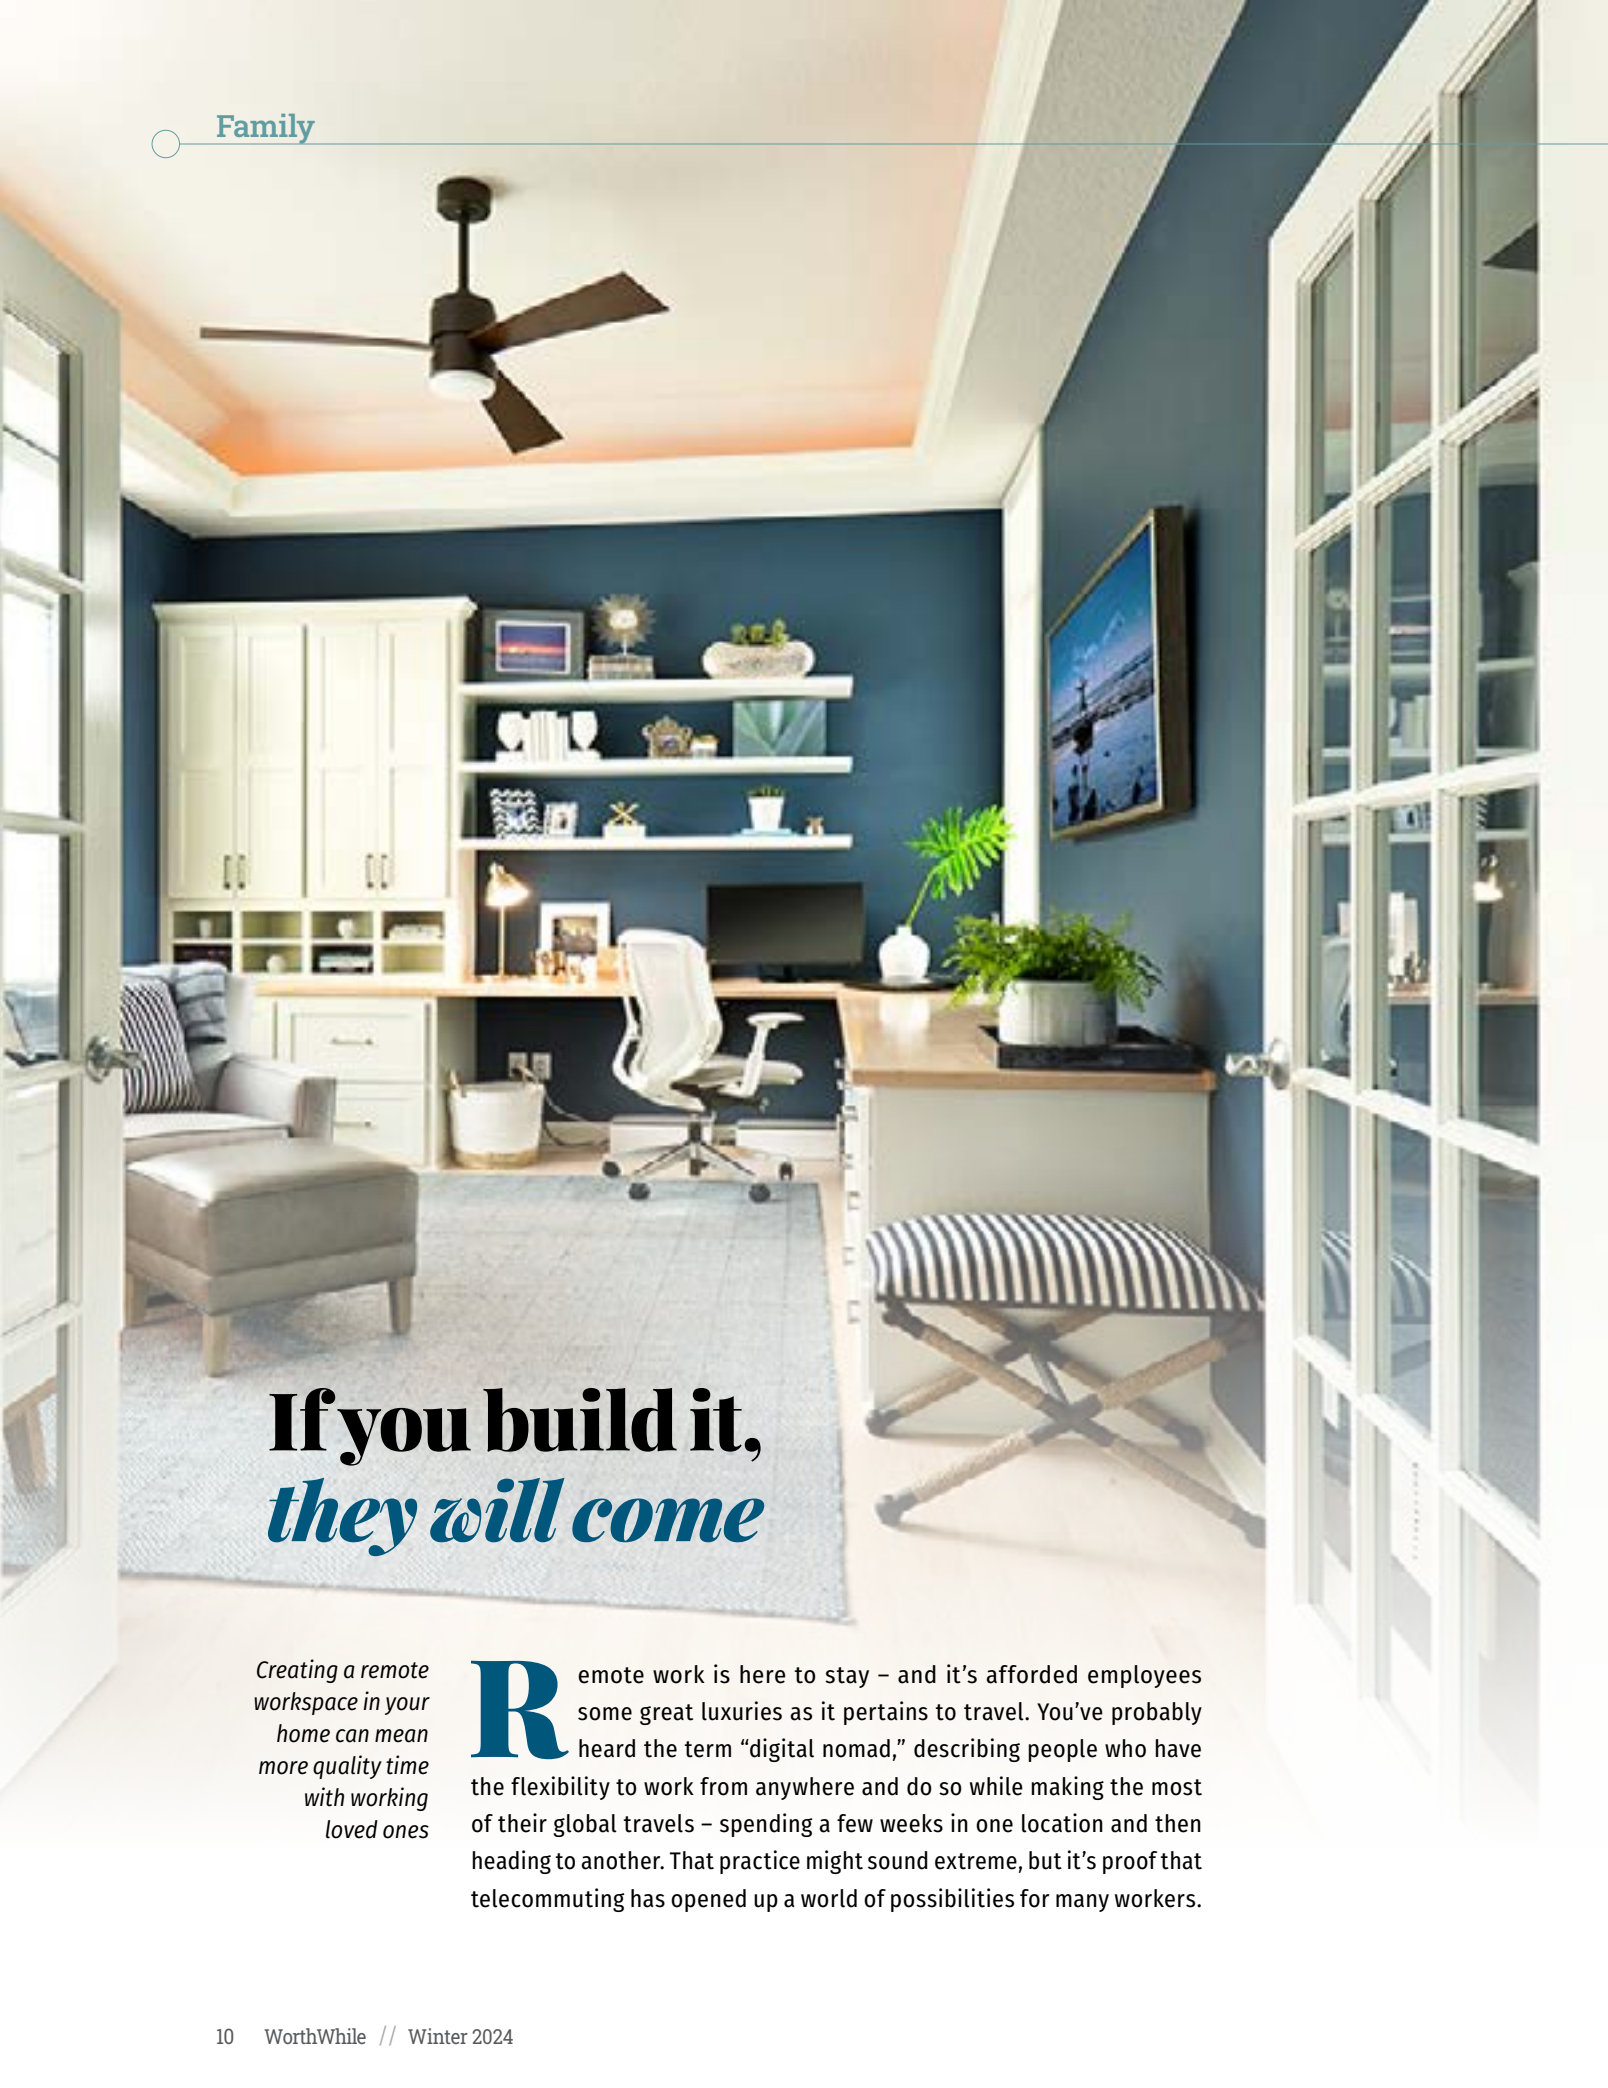 Family
If you build it,
they will come
Creating a remote
workspace in your
home can mean
more quality time
with working
loved ones
Remote work is here to stay – and it’s afforded employees
some great luxuries as it pertains to travel. You’ve probably
heard the term “digital nomad,” describing people who have
the flexibility to work from anywhere and do so while making the most
of their global travels – spending a few weeks in one location and then
heading to another. That practice might sound extreme, but it’s proof that
telecommuting has opened up a world of possibilities for many workers.
10 WorthWhile // Winter 2024